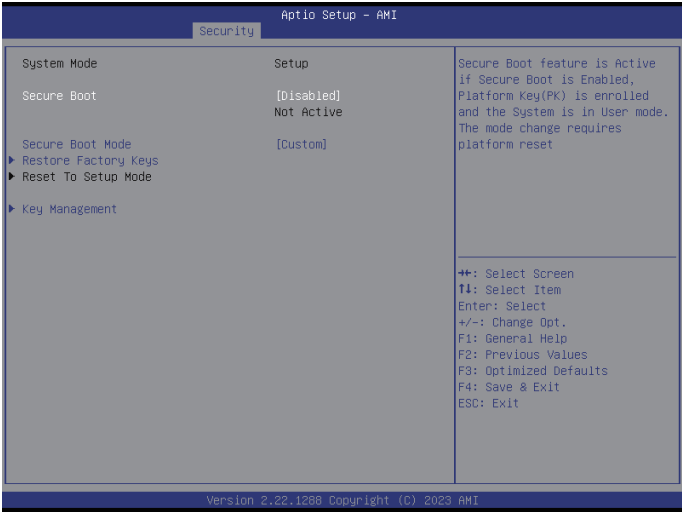 Aptio Setup - AMI
Security
System Mode Setup
Secure Boot [Disabled]
Not Active
Secure Boot Mode [Custom]
Restore Factory Keys
Reset To Setup Mode
Key Management
Secure Boot feature is Active
if Secure Boot is Enabled,
Platform Key(PK) is enrolled
and the System is in User mode.
The mode change requires
platform reset
→←: Select Screen
↑↓: Select Item
Enter: Select
+/-: Change Opt.
F1: General Help
F2: Previous Values
F3: Optimized Defaults
F4: Save & Exit
ESC: Exit
Version 2.22.1288 Copyright (C) 2023 AMI